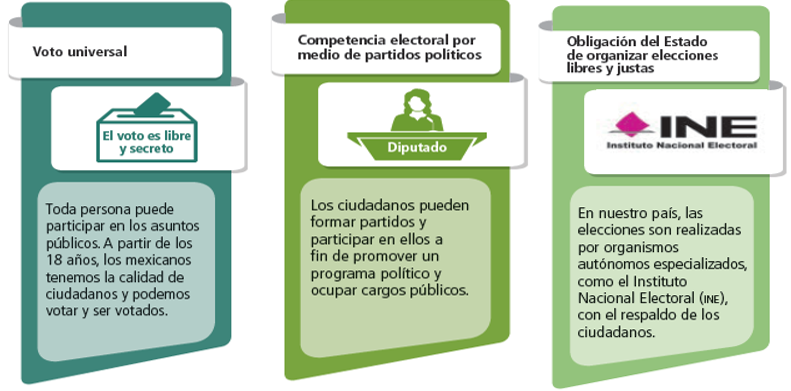 Voto universal
El voto es libre
y secreto
Toda persona puede
participar en los asuntos
públicos. A partir de los
18 años, los mexicanos
tenemos la calidad de
ciudadanos y podemos
votar y ser votados.
Competencia electoral por
medio de partidos políticos
Diputado
Los ciudadanos pueden
formar partidos y
participar en ellos a
fin de promover un
programa político y
ocupar cargos públicos.
Obligación del Estado
de organizar elecciones
libres y justas
INE
Instituto Nacional Electoral
En nuestro país, las
elecciones son realizadas
por organismos
autónomos especializados,
como el Instituto
Nacional Electoral (INE),
con el respaldo de los
ciudadanos.